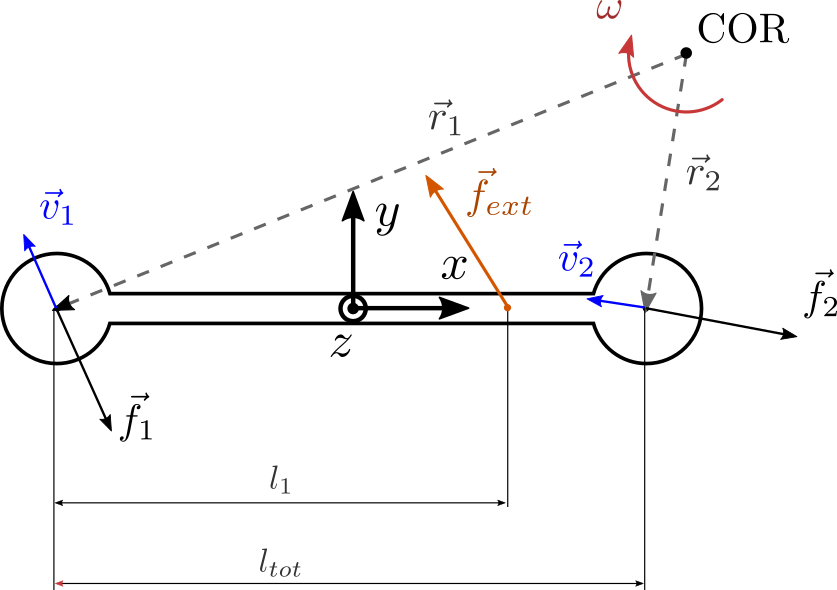 ω
COR
r⃗₁
r⃗₂
v⃗₁
f⃗ₑₓₜ
y
x
v⃗₂
f⃗₂
z
f⃗₁
l₁
lₜₒₜ